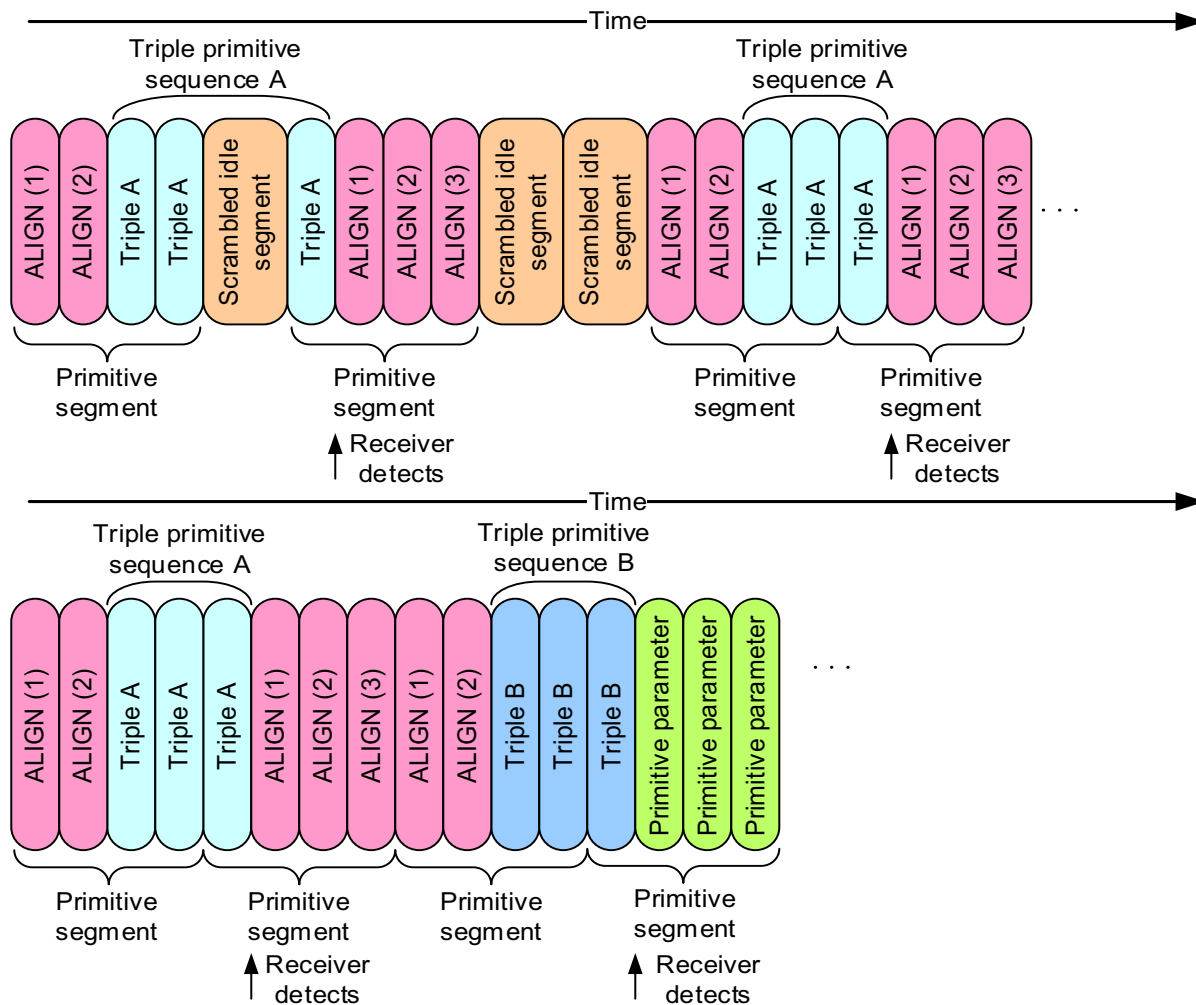 Time
Triple primitive
sequence A
Triple primitive
sequence A
ALIGN (1)
ALIGN (2)
Triple A
Triple A
Scrambled idle
segment
Triple A
ALIGN (1)
ALIGN (2)
ALIGN (3)
Scrambled idle
segment
Scrambled idle
segment
ALIGN (1)
ALIGN (2)
Triple A
Triple A
Triple A
ALIGN (1)
ALIGN (2)
ALIGN (3)
. . .
Primitive
segment
Primitive
segment
Primitive
segment
Primitive
segment
Receiver
detects
Receiver
detects
Time
Triple primitive
sequence A
Triple primitive
sequence B
ALIGN (1)
ALIGN (2)
Triple A
Triple A
Triple A
ALIGN (1)
ALIGN (2)
ALIGN (3)
ALIGN (1)
ALIGN (2)
Triple B
Triple B
Triple B
Primitive parameter
Primitive parameter
Primitive parameter
. . .
Primitive
segment
Primitive
segment
Primitive
segment
Primitive
segment
Receiver
detects
Receiver
detects